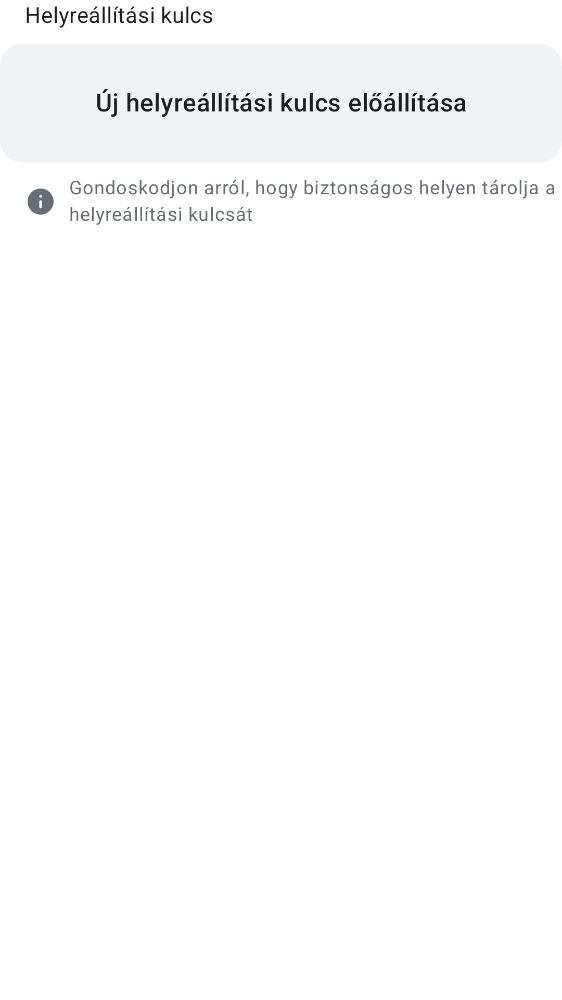 Helyreállítási kulcs
Új helyreállítási kulcs előállítása
Gondoskodjon arról, hogy biztonságos helyen tárolja a
helyreállítási kulcsát